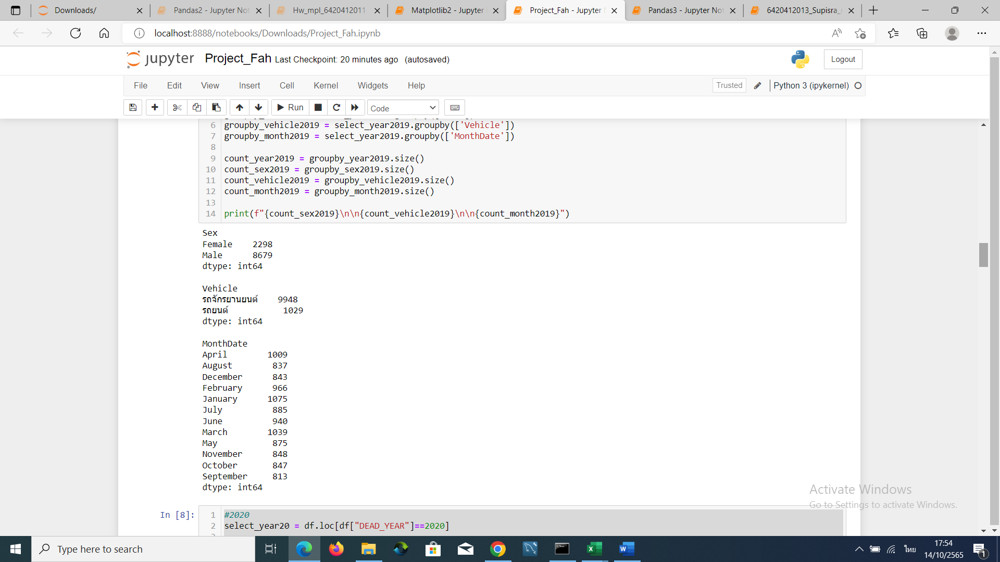 Downloads/
Pandas2 - Jupyter Not
Hw_mpl_6420412011
Matplotlib2 - Jupyter
Project_Fah - Jupyter
Pandas3 - Jupyter Not
6420412013_Supisra_
localhost:8888/notebooks/Downloads/Project_Fah.ipynb
jupyter Project_Fah Last Checkpoint: 20 minutes ago (autosaved)
Logout
File Edit View Insert Cell Kernel Widgets Help
Trusted Python 3 (ipykernel)
Run Code
6 groupby_vehicle2019 = select_year2019.groupby(['Vehicle'])
7 groupby_month2019 = select_year2019.groupby(['MonthDate'])
8
9 count_year2019 = groupby_year2019.size()
10 count_sex2019 = groupby_sex2019.size()
11 count_vehicle2019 = groupby_vehicle2019.size()
12 count_month2019 = groupby_month2019.size()
13
14 print(f"{count_sex2019}\n\n{count_vehicle2019}\n\n{count_month2019}")
Sex
Female 2298
Male 8679
dtype: int64
Vehicle
รถจักรยานยนต์ 9948
รถยนต์ 1029
dtype: int64
MonthDate
April 1009
August 837
December 843
February 966
January 1075
July 885
June 940
March 1039
May 875
November 848
October 847
September 813
dtype: int64
Activate Windows
Go to Settings to activate Windows.
In [8]: 1 #2020
2 select_year20 = df.loc[df["DEAD_YEAR"]==2020]
Type here to search
ไทย
17:54
14/10/2565
1